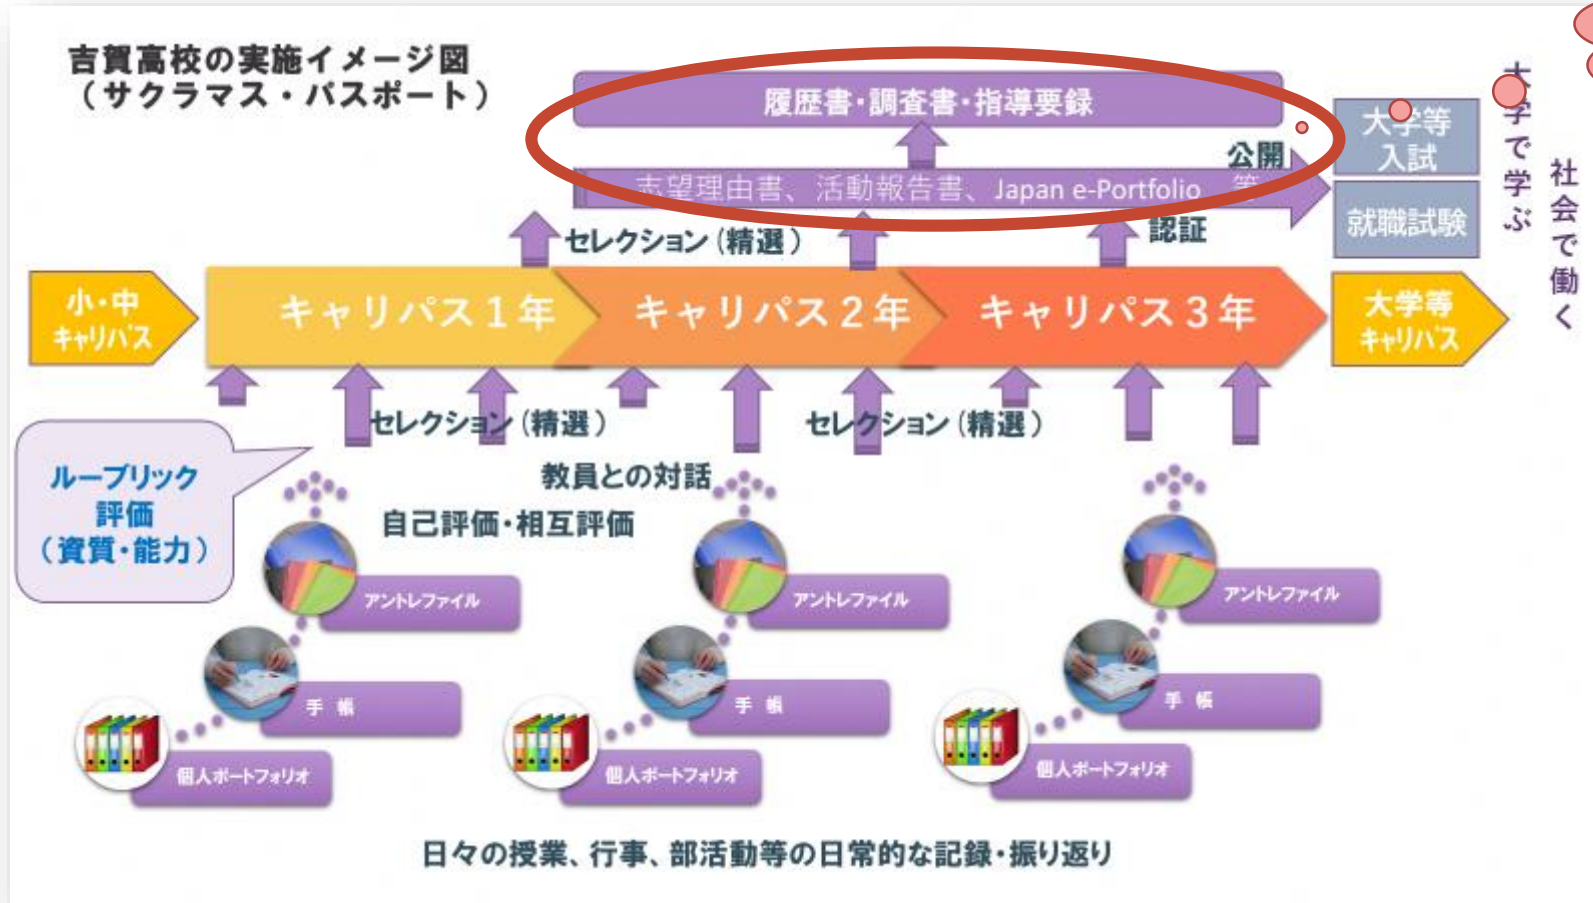 吉賀高校の実施イメージ図
（サクラマス・パスポート）
履歴書・調査書・指導要録
公開
志望理由書、活動報告書、Japan e-Portfolio 等
認証
セレクション（精選）
大学等
入試
就職試験
大学で学ぶ
社会で働く
小・中
キャリパス
キャリパス１年
キャリパス２年
キャリパス３年
大学等
キャリパス
セレクション（精選）
セレクション（精選）
ルーブリック
評価
（資質・能力）
教員との対話
自己評価・相互評価
アントレファイル
手 帳
個人ポートフォリオ
アントレファイル
手 帳
個人ポートフォリオ
アントレファイル
手 帳
個人ポートフォリオ
日々の授業、行事、部活動等の日常的な記録・振り返り